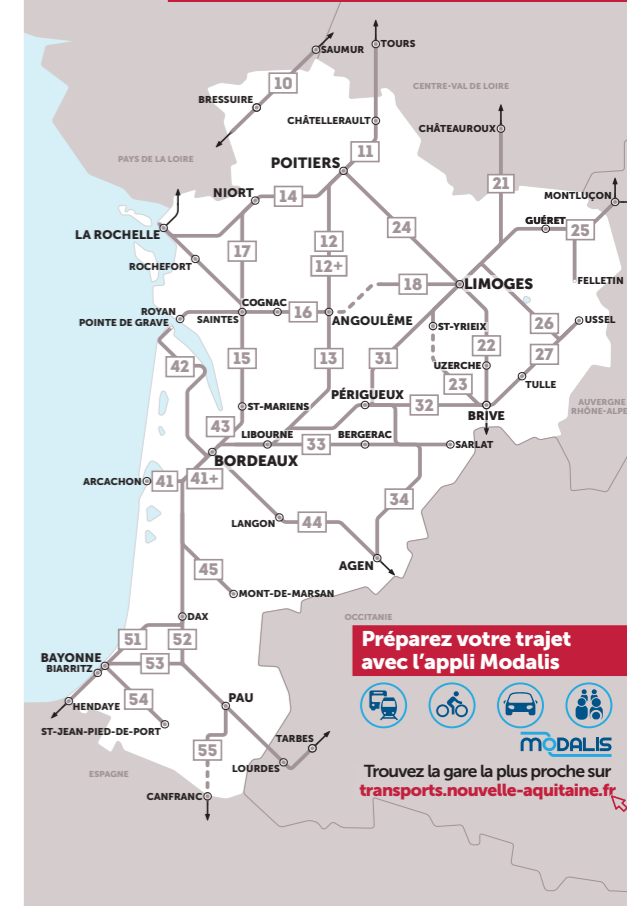 SAUMUR
TOURS
10
CENTRE-VAL DE LOIRE
BRESSUIRE
CHÂTELLERAULT
CHÂTEAUROUX
11
PAYS DE LA LOIRE
POITIERS
21
NIORT
14
MONTLUÇON
GUÉRET
25
LA ROCHELLE
17
12
24
12+
ROCHEFORT
18
LIMOGES
FELLETIN
COGNAC
ROYAN
POINTE DE GRAVE
SAINTES
16
ANGOULÊME
ST-YRIEIX
26
USSEL
42
15
13
31
22
27
UZERCHE
23
TULLE
PÉRIGUEUX
32
BRIVE
AUVERGNE
RHÔNE-ALPE
ST-MARIENS
43
LIBOURNE
33
BERGERAC
SARLAT
BORDEAUX
ARCACHON
41
41+
34
LANGON
44
AGEN
45
MONT-DE-MARSAN
DAX
OCCITANIE
51
52
BAYONNE
BIARRITZ
53
54
HENDAYE
PAU
ST-JEAN-PIED-DE-PORT
55
TARBES
LOURDES
ESPAGNE
CANFRANC
Préparez votre trajet
avec l’appli Modalis
MODALIS
Trouvez la gare la plus proche sur
transports.nouvelle-aquitaine.fr